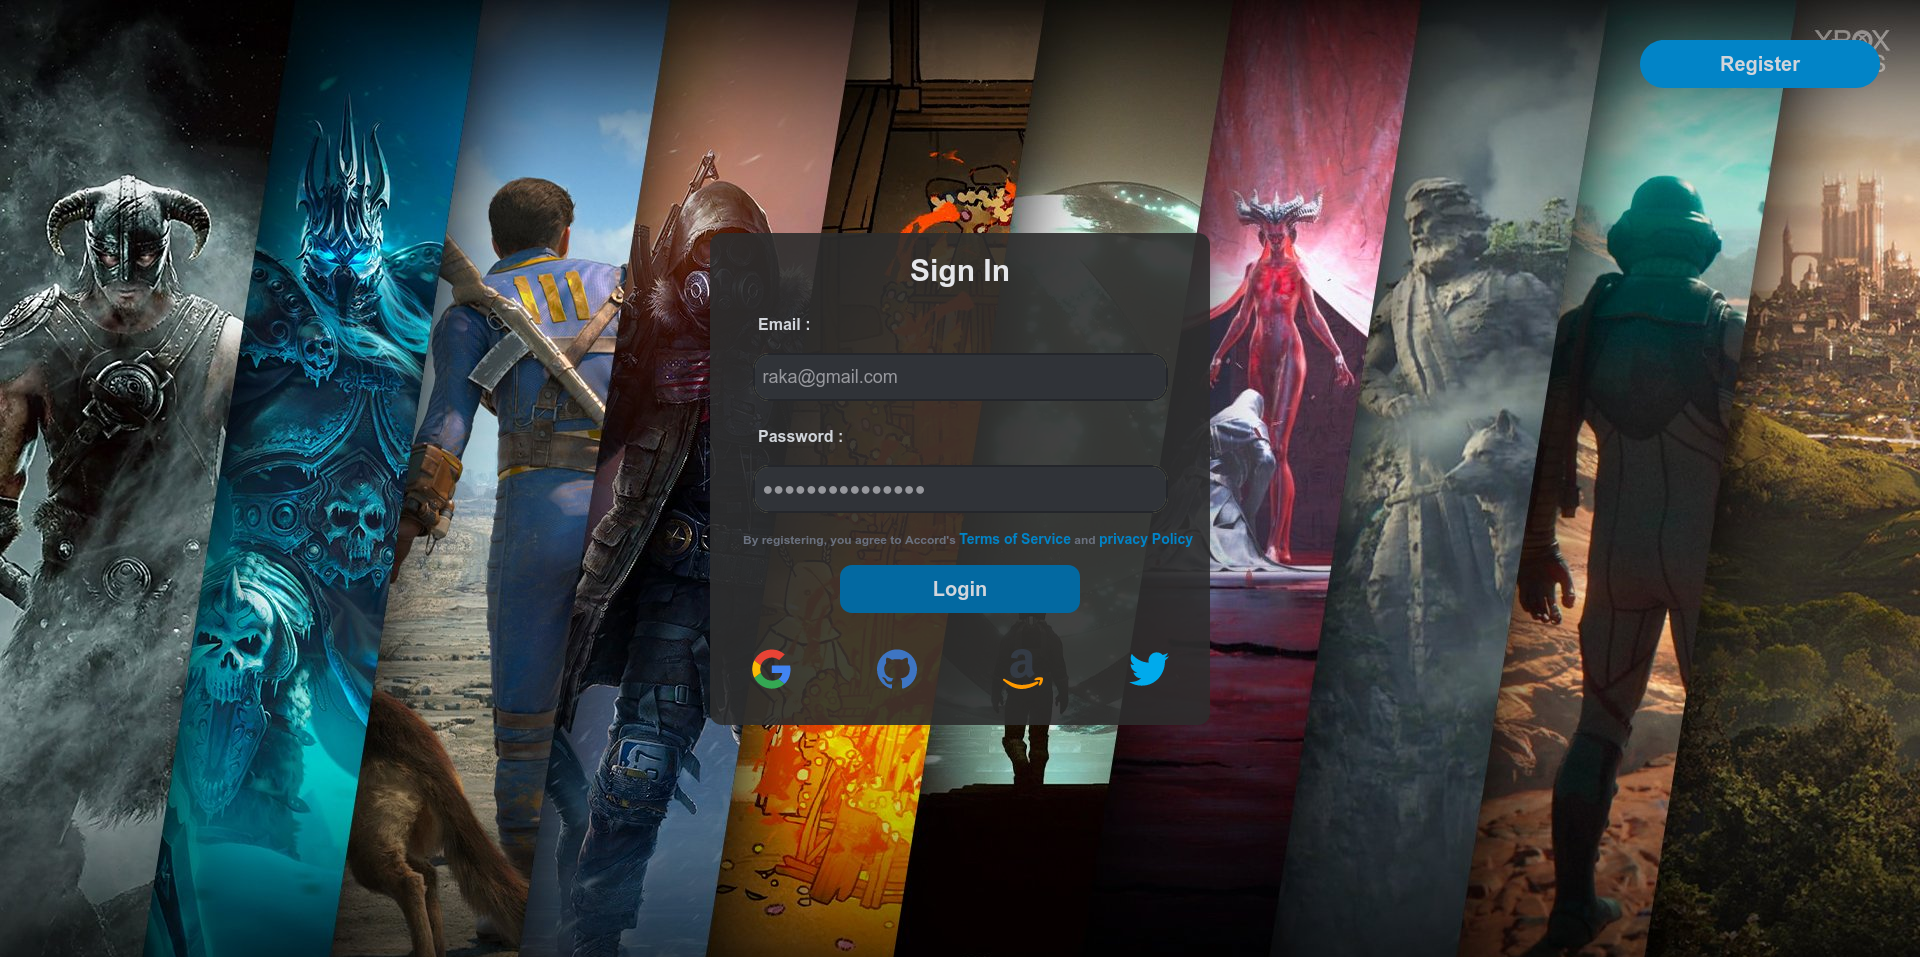 XBOX
Register
Sign In
Email :
raka@gmail.com
Password :
By registering, you agree to Accord's Terms of Service and privacy Policy
Login